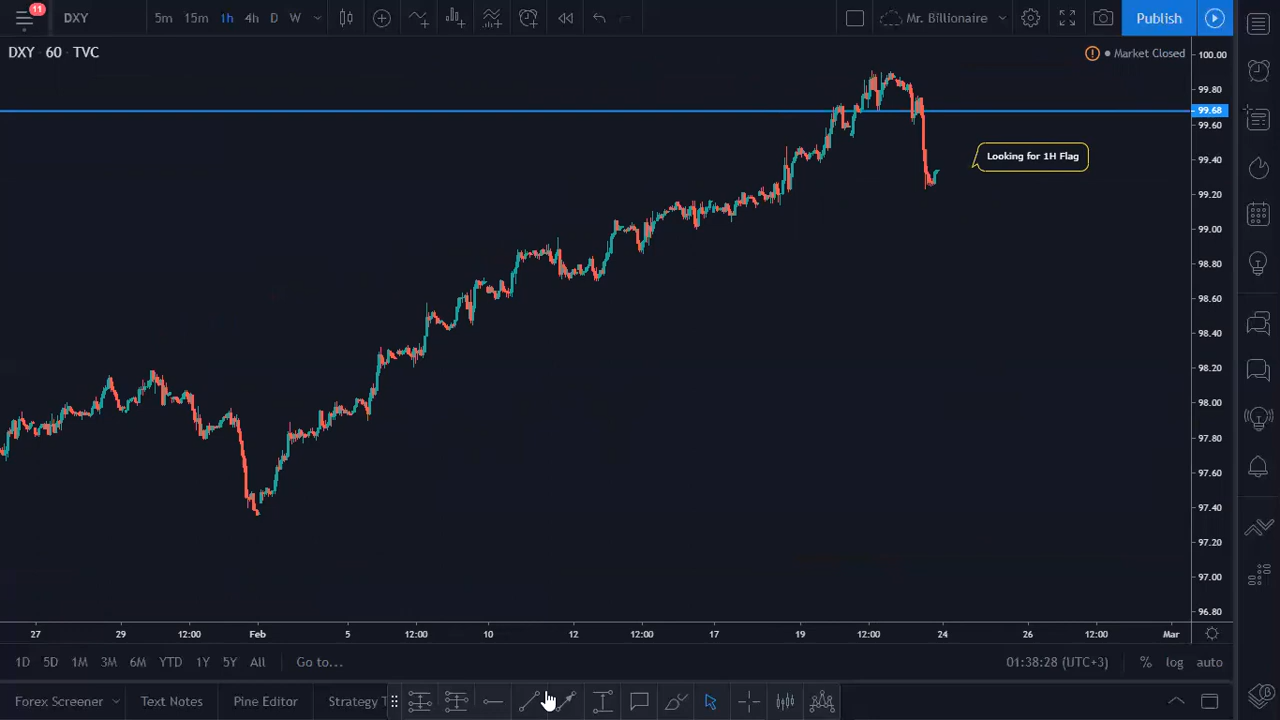 11
DXY
5m 15m 1h 4h D W
Mr. Billionaire
Publish
DXY 60 TVC
Market Closed
Looking for 1H Flag
100.00
99.80
99.68
99.60
99.40
99.20
99.00
98.80
98.60
98.40
98.20
98.00
97.80
97.60
97.40
97.20
97.00
96.80
27 29 12:00 Feb 5 12:00 10 12 12:00 17 19 12:00 24 26 12:00 Mar
1D 5D 1M 3M 6M YTD 1Y 5Y All Go to...
01:38:28 (UTC+3) % log auto
Forex Screener Text Notes Pine Editor Strategy T